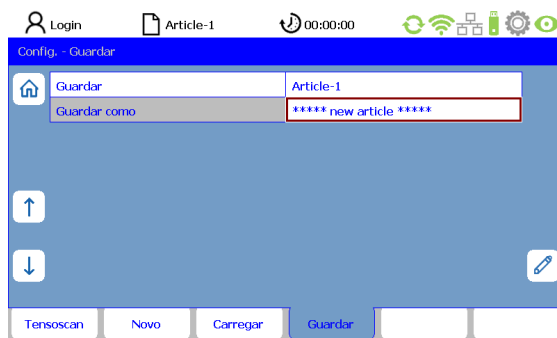 Login Article-1 00:00:00
Config. - Guardar
Guardar Article-1
Guardar como ***** new article *****
Tensoscan Novo Carregar Guardar